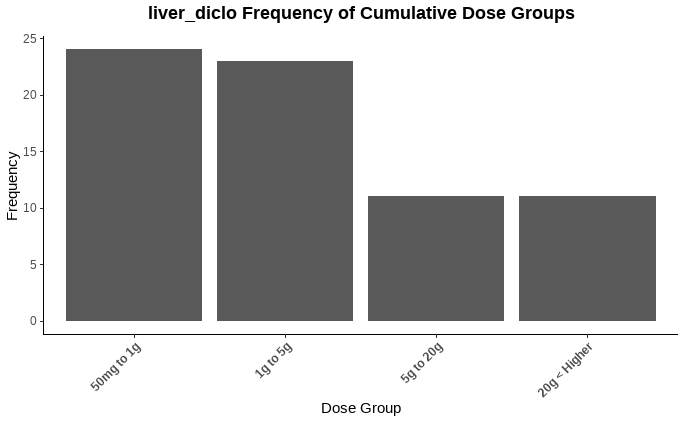 liver_diclo Frequency of Cumulative Dose Groups
Frequency
25
20
15
10
5
0
50mg to 1g
1g to 5g
5g to 20g
20g < Higher
Dose Group